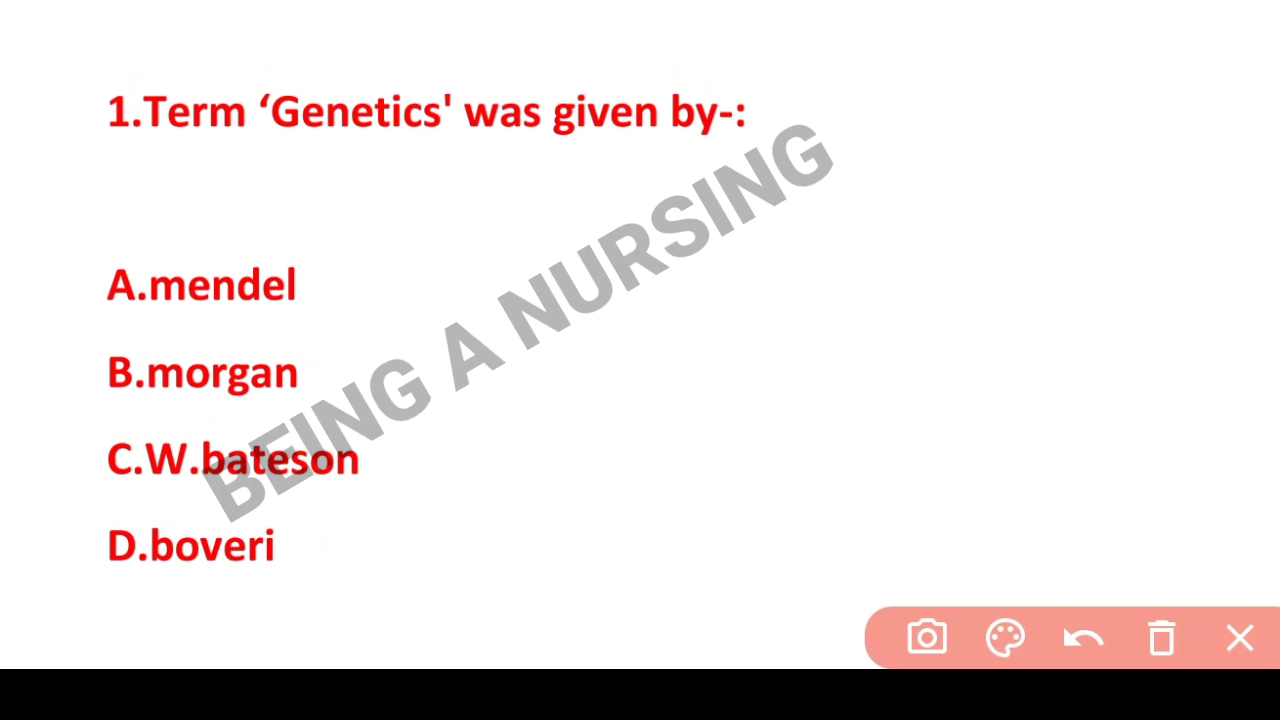 1.Term ‘Genetics' was given by-:
A.mendel
B.morgan
C.W.bateson
D.boveri
BEING A NURSING